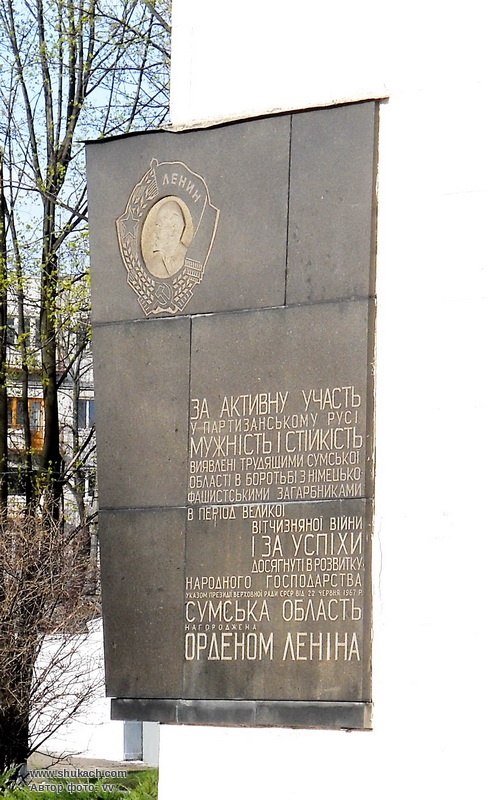 ЛЕНИН
ЗА АКТИВНУ УЧАСТЬ
У ПАРТИЗАНСЬКОМУ РУСІ
МУЖНІСТЬ І СТІЙКІСТЬ
ВИЯВЛЕНІ ТРУДЯЩИМИ СУМСЬКОЇ
ОБЛАСТІ В БОРОТЬБІ З НІМЕЦЬКО
ФАШИСТСЬКИМИ ЗАГАРБНИКАМИ
В ПЕРІОД ВЕЛИКОЇ
ВІТЧИЗНЯНОЇ ВІЙНИ
І ЗА УСПІХИ
ДОСЯГНУТІ В РОЗВИТКУ
НАРОДНОГО ГОСПОДАРСТВА
УКАЗОМ ПРЕЗИДІЇ ВЕРХОВНОЇ РАДИ СРСР ВІД 22 ЧЕРВНЯ 1967 Р.
СУМСЬКА ОБЛАСТЬ
НАГОРОДЖЕНА
ОРДЕНОМ ЛЕНІНА
www.shukach.com
Автор фото: vv